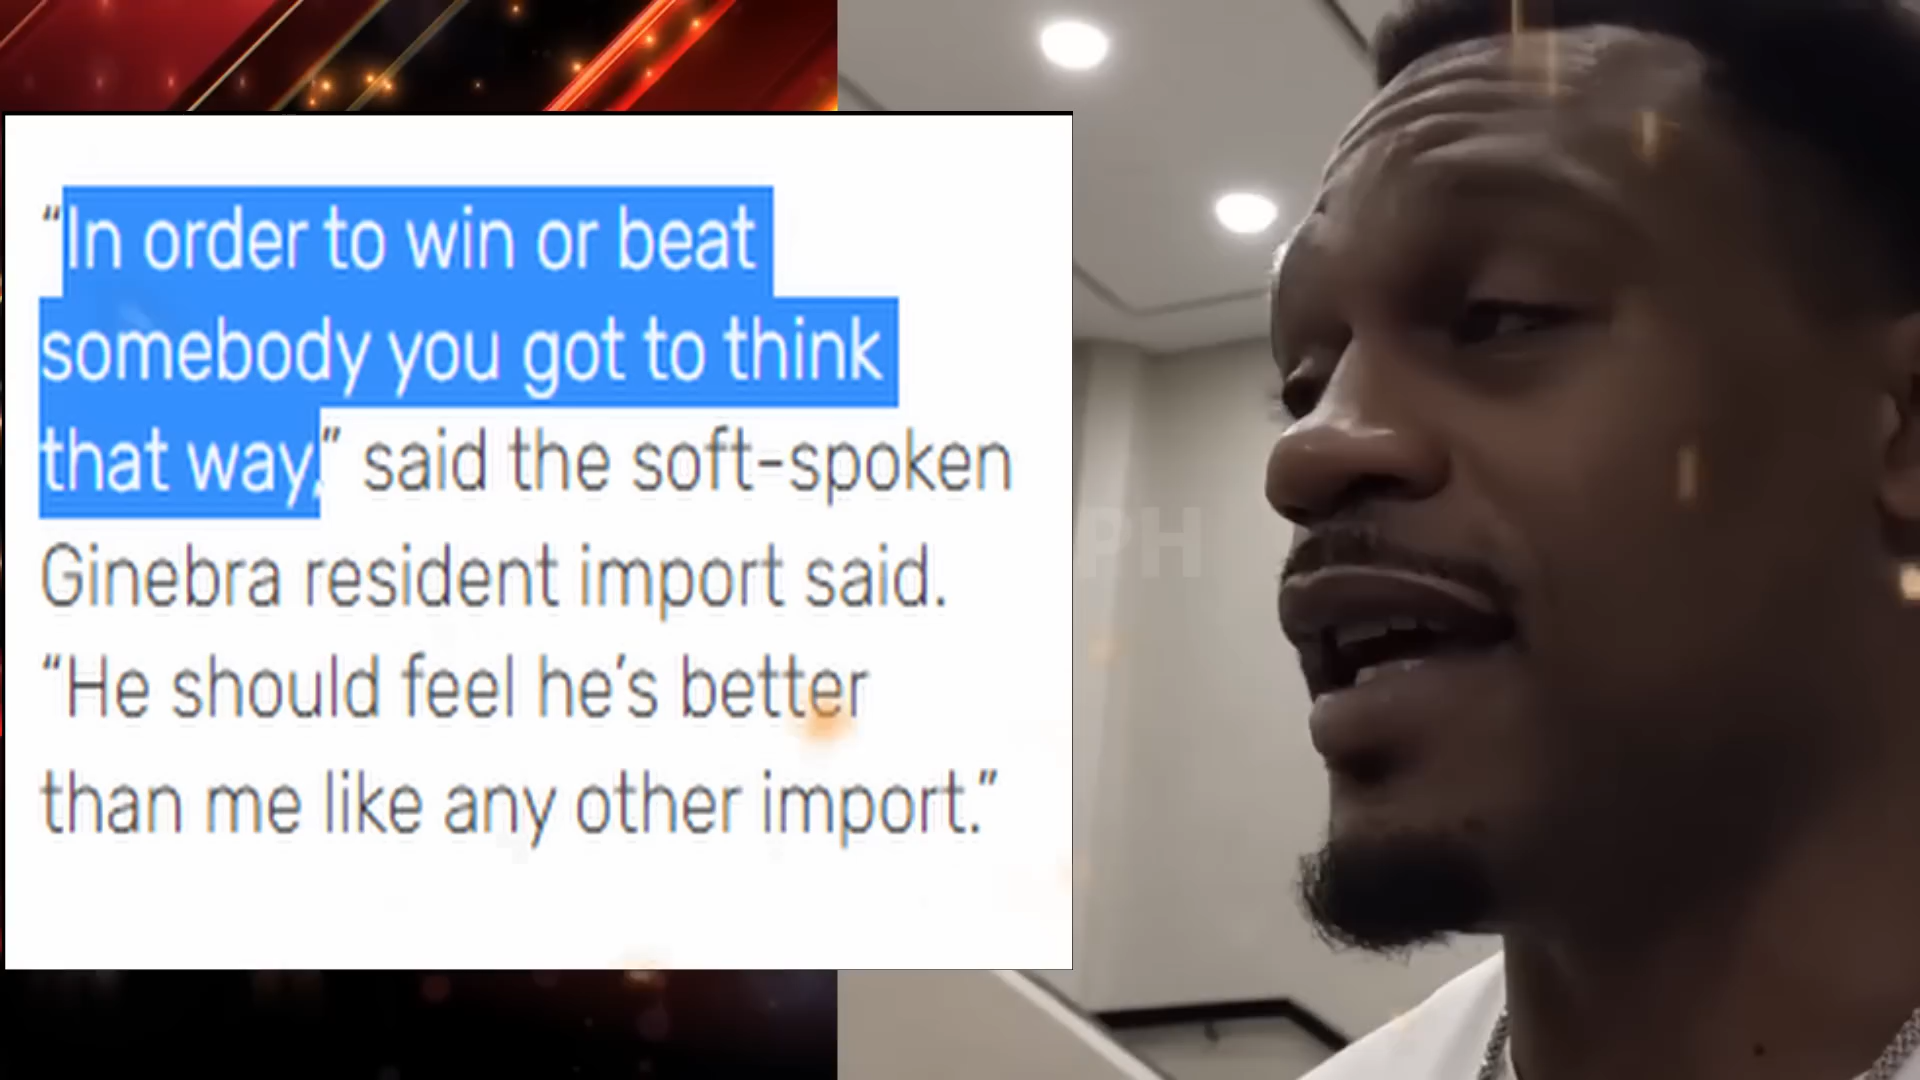 “In order to win or beat
somebody you got to think
that way,” said the soft-spoken
Ginebra resident import said.
“He should feel he’s better
than me like any other import.”
PH